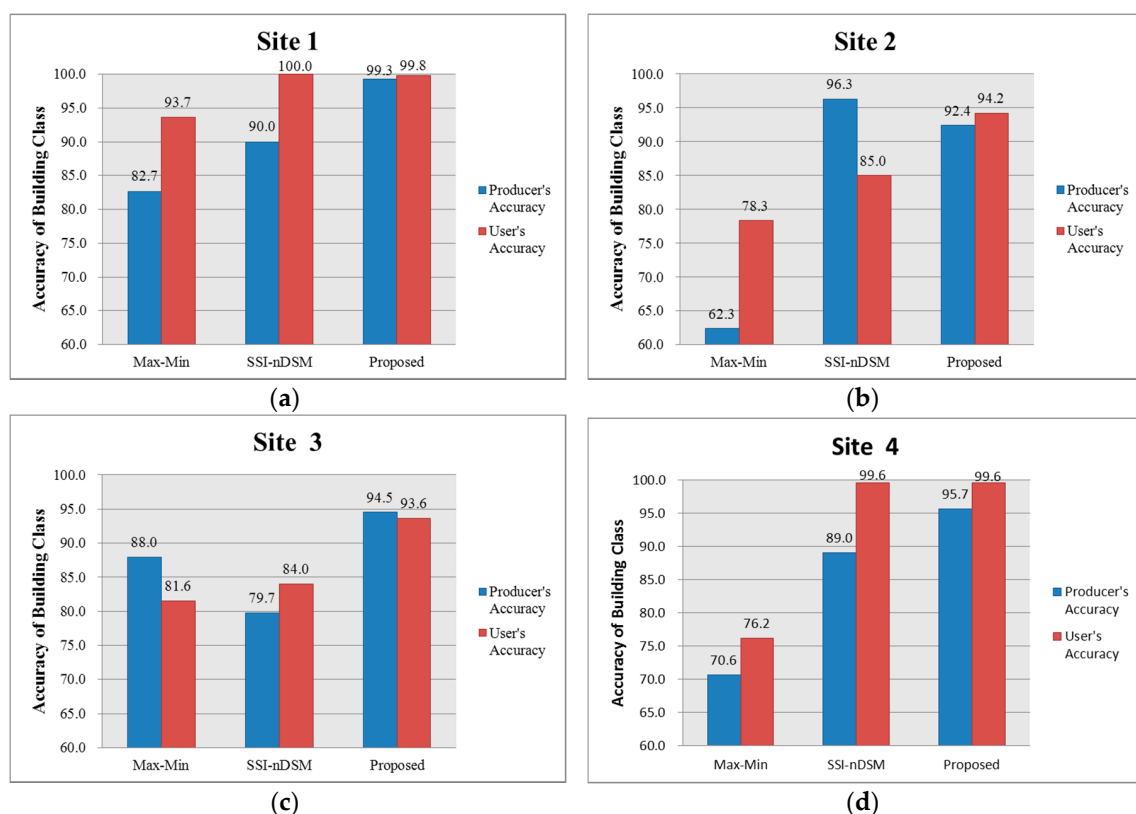 Site 1
Accuracy of Building Class
100.0
95.0
90.0
85.0
80.0
75.0
70.0
65.0
60.0
82.7
93.7
90.0
100.0
99.3
99.8
Max-Min
SSI-nDSM
Proposed
Producer's
Accuracy
User's
Accuracy
(a)
Site 2
Accuracy of Building Class
100.0
95.0
90.0
85.0
80.0
75.0
70.0
65.0
60.0
62.3
78.3
96.3
85.0
92.4
94.2
Max-Min
SSI-nDSM
Proposed
Producer's
Accuracy
User's
Accuracy
(b)
Site 3
Accuracy of Building Class
100.0
95.0
90.0
85.0
80.0
75.0
70.0
65.0
60.0
88.0
81.6
79.7
84.0
94.5
93.6
Max-Min
SSI-nDSM
Proposed
Producer's
Accuracy
User's
Accuracy
(c)
Site 4
Accuracy of Building Class
100.0
95.0
90.0
85.0
80.0
75.0
70.0
65.0
60.0
70.6
76.2
89.0
99.6
95.7
99.6
Max-Min
SSI-nDSM
Proposed
Producer's
Accuracy
User's
Accuracy
(d)